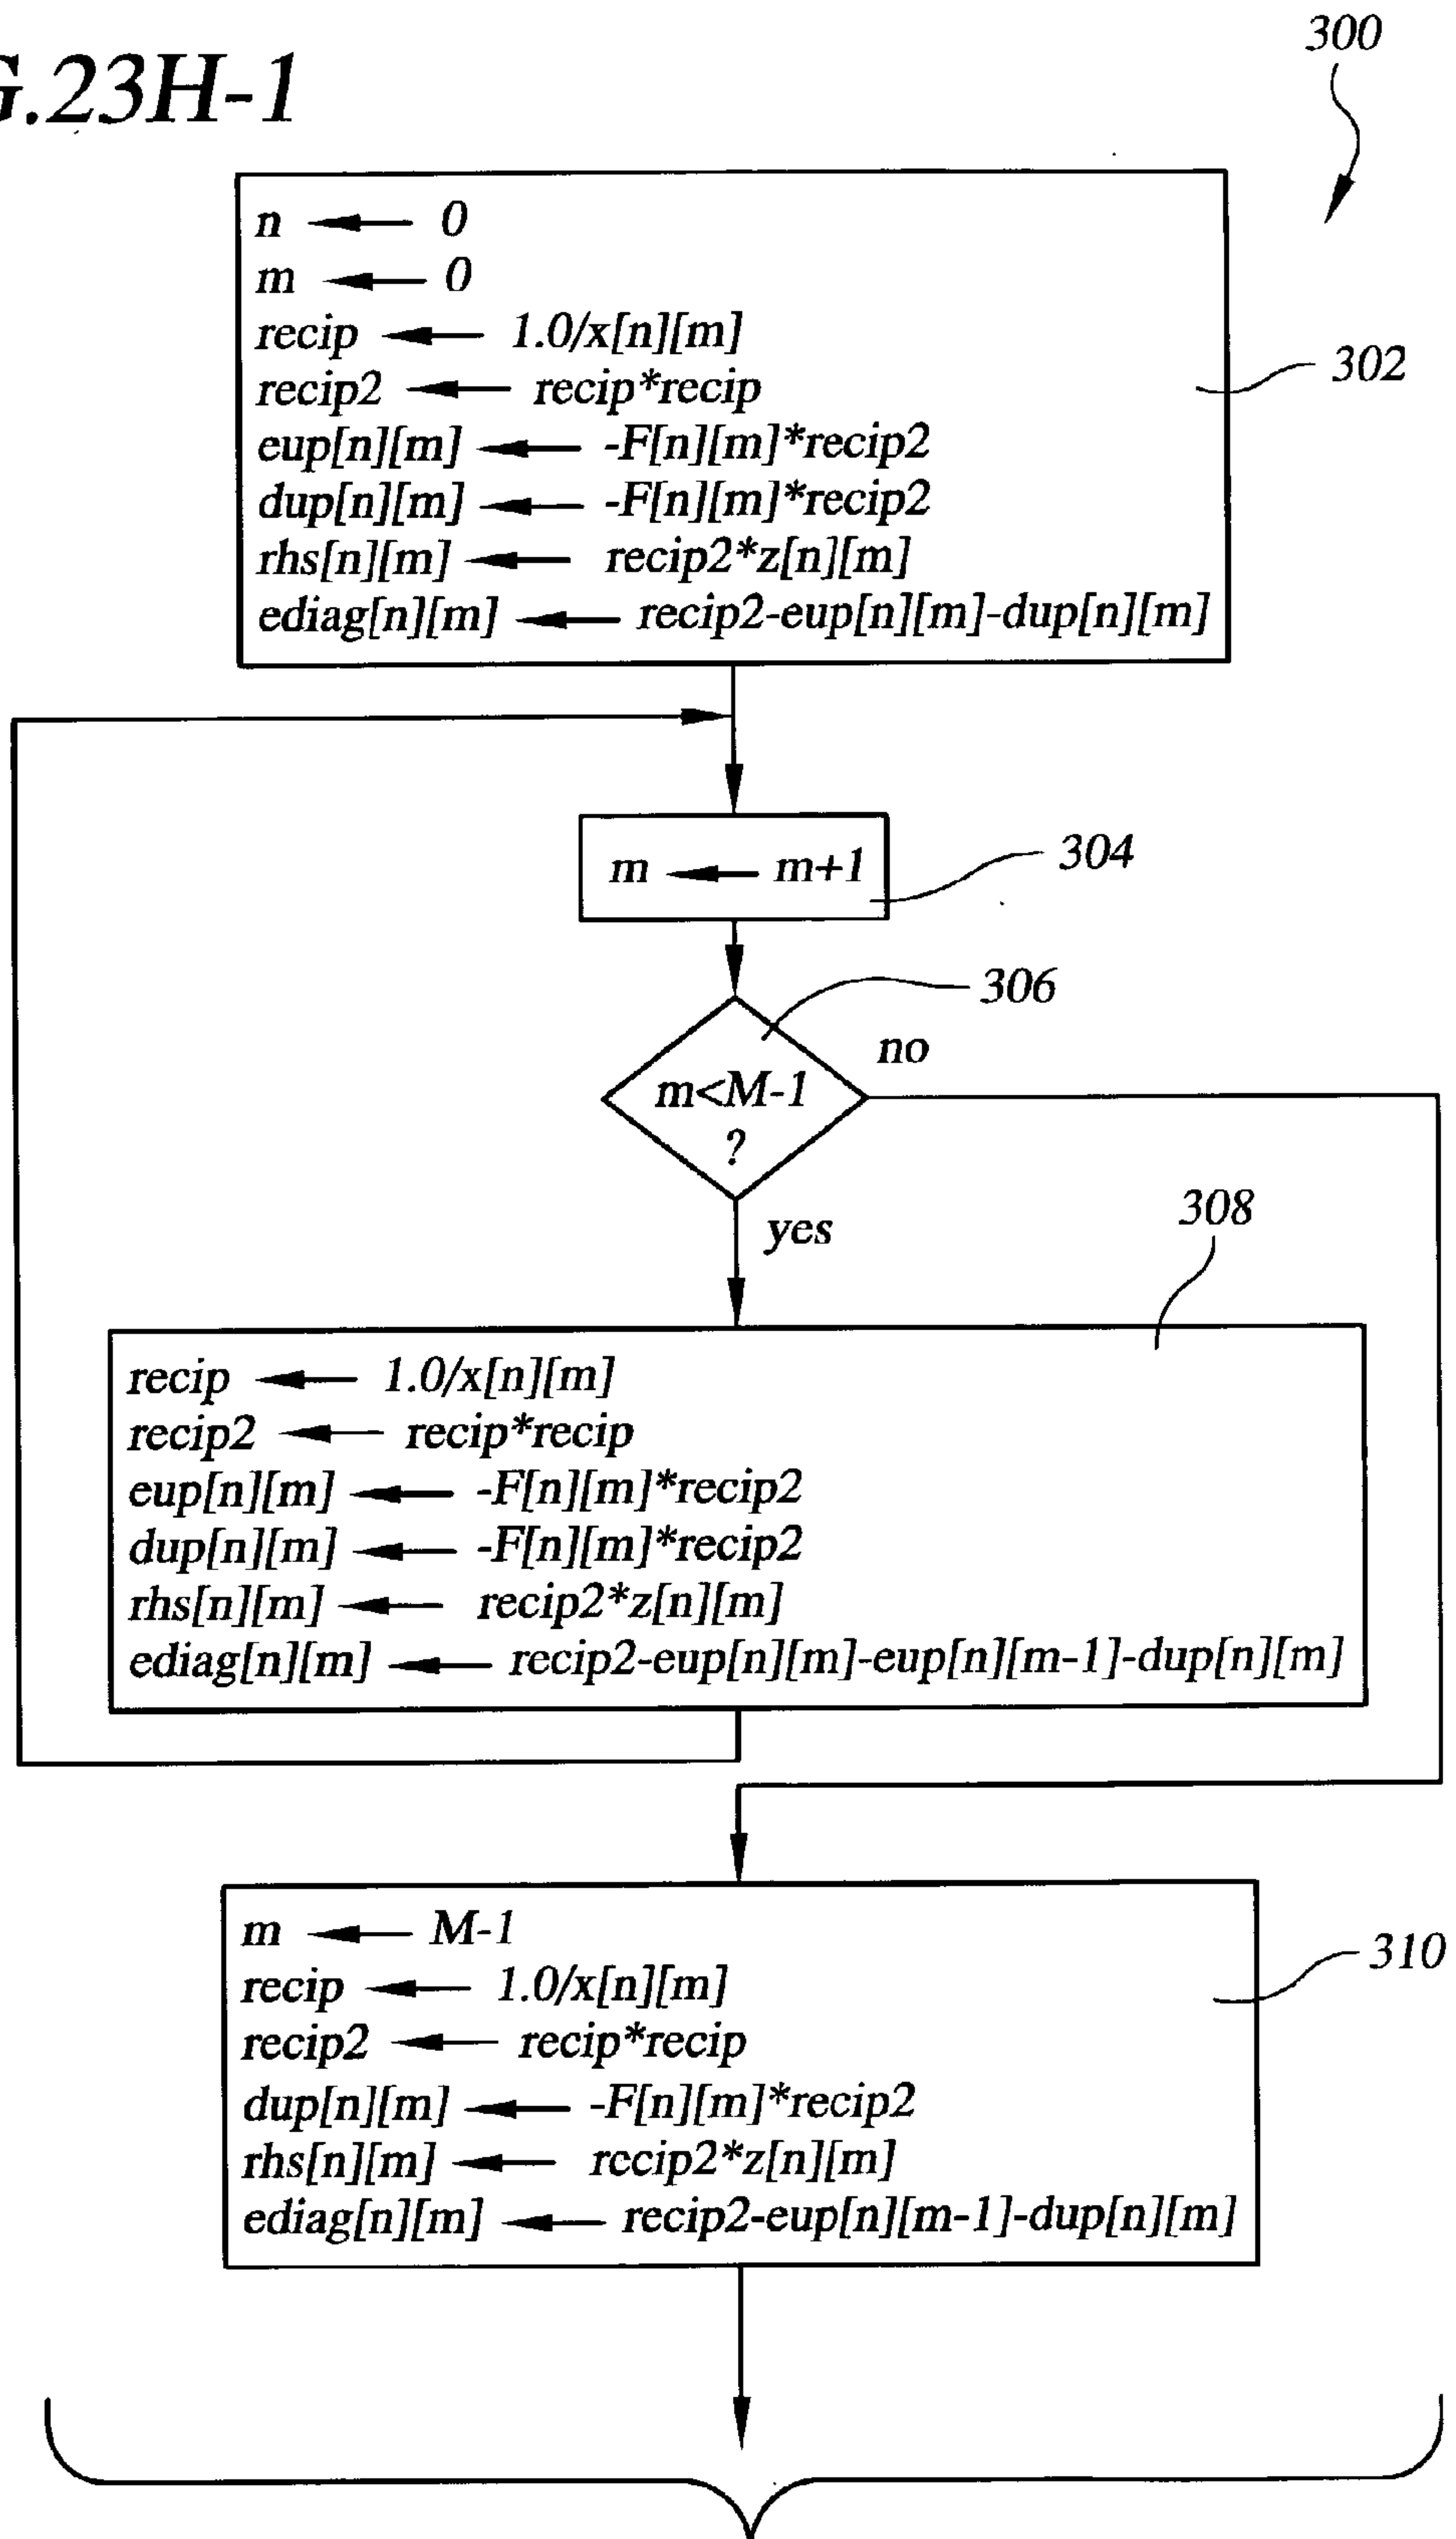 G.23H-1
300
n ← 0
m ← 0
recip ← 1.0/x[n][m]
recip2 ← recip*recip
eup[n][m] ← -F[n][m]*recip2
dup[n][m] ← -F[n][m]*recip2
rhs[n][m] ← recip2*z[n][m]
ediag[n][m] ← recip2-eup[n][m]-dup[n][m]
302
m ← m+1
304
306
m<M-1
?
no
yes
308
recip ← 1.0/x[n][m]
recip2 ← recip*recip
eup[n][m] ← -F[n][m]*recip2
dup[n][m] ← -F[n][m]*recip2
rhs[n][m] ← recip2*z[n][m]
ediag[n][m] ← recip2-eup[n][m]-eup[n][m-1]-dup[n][m]
m ← M-1
recip ← 1.0/x[n][m]
recip2 ← recip*recip
dup[n][m] ← -F[n][m]*recip2
rhs[n][m] ← recip2*z[n][m]
ediag[n][m] ← recip2-eup[n][m-1]-dup[n][m]
310